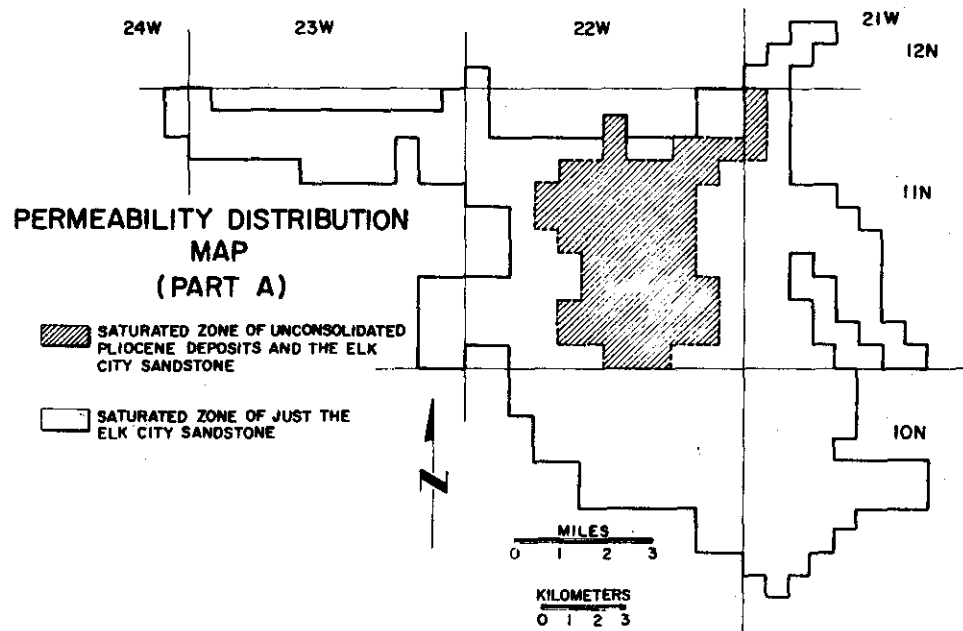 24W 23W 22W 21W
12N
11N
PERMEABILITY DISTRIBUTION
MAP
(PART A)
SATURATED ZONE OF UNCONSOLIDATED
PLIOCENE DEPOSITS AND THE ELK
CITY SANDSTONE
SATURATED ZONE OF JUST THE
ELK CITY SANDSTONE
10N
N
MILES
0 1 2 3
KILOMETERS
0 1 2 3